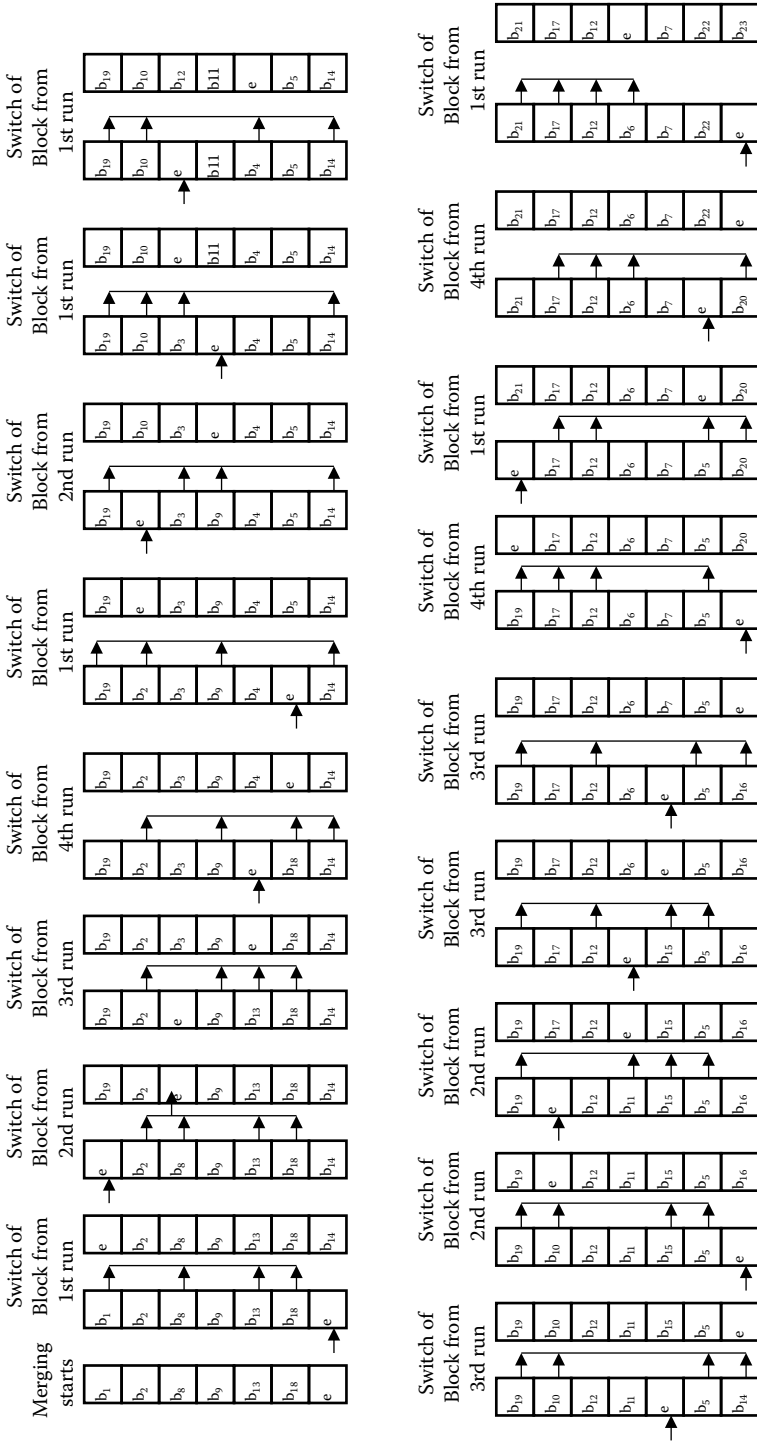 Merging
starts
b₁
b₂
b₈
b₉
b₁₃
b₁₈
e
Switch of
Block from
1st run
b₁ e
b₂ b₂
b₈ b₈
b₉ b₉
b₁₃ b₁₃
b₁₈ b₁₈
e b₁₄
Switch of
Block from
2nd run
e b₁₉
b₂ b₂
b₈ e
b₉ b₉
b₁₃ b₁₃
b₁₈ b₁₈
b₁₄ b₁₄
Switch of
Block from
3rd run
b₁₉ b₁₉
b₂ b₂
e b₃
b₉ b₉
b₁₃ e
b₁₈ b₁₈
b₁₄ b₁₄
Switch of
Block from
4th run
b₁₉ b₁₉
b₂ b₂
b₃ b₃
b₉ b₉
e b₄
b₁₈ e
b₁₄ b₁₄
Switch of
Block from
1st run
b₁₉ b₁₉
b₂ e
b₃ b₃
b₉ b₉
b₄ b₄
e b₅
b₁₄ b₁₄
Switch of
Block from
2nd run
b₁₉ b₁₉
e b₁₀
b₃ b₃
b₉ e
b₄ b₄
b₅ b₅
b₁₄ b₁₄
Switch of
Block from
1st run
b₁₉ b₁₉
b₁₀ b₁₀
b₃ e
e b11
b₄ b₄
b₅ b₅
b₁₄ b₁₄
Switch of
Block from
1st run
b₁₉ b₁₉
b₁₀ b₁₀
e b₁₂
b11 b11
b₄ e
b₅ b₅
b₁₄ b₁₄
Switch of
Block from
3rd run
b₁₉ b₁₉
b₁₀ b₁₀
b₁₂ b₁₂
b₁₁ b₁₁
e b₁₅
b₅ b₅
b₁₄ e
Switch of
Block from
2nd run
b₁₉ b₁₉
b₁₀ e
b₁₂ b₁₂
b₁₁ b₁₁
b₁₅ b₁₅
b₅ b₅
e b₁₆
Switch of
Block from
2nd run
b₁₉ b₁₉
e b₁₇
b₁₂ b₁₂
b₁₁ e
b₁₅ b₁₅
b₅ b₅
b₁₆ b₁₆
Switch of
Block from
3rd run
b₁₉ b₁₉
b₁₇ b₁₇
b₁₂ b₁₂
e b₆
b₁₅ e
b₅ b₅
b₁₆ b₁₆
Switch of
Block from
3rd run
b₁₉ b₁₉
b₁₇ b₁₇
b₁₂ b₁₂
b₆ b₆
e b₇
b₅ b₅
b₁₆ e
Switch of
Block from
4th run
b₁₉ e
b₁₇ b₁₇
b₁₂ b₁₂
b₆ b₆
b₇ b₇
b₅ b₅
e b₂₀
Switch of
Block from
1st run
e b₂₁
b₁₇ b₁₇
b₁₂ b₁₂
b₆ b₆
b₇ b₇
b₅ e
b₂₀ b₂₀
Switch of
Block from
4th run
b₂₁ b₂₁
b₁₇ b₁₇
b₁₂ b₁₂
b₆ b₆
b₇ b₇
e b₂₂
b₂₀ e
Switch of
Block from
1st run
b₂₁ b₂₁
b₁₇ b₁₇
b₁₂ b₁₂
b₆ e
b₇ b₇
b₂₂ b₂₂
e b₂₃